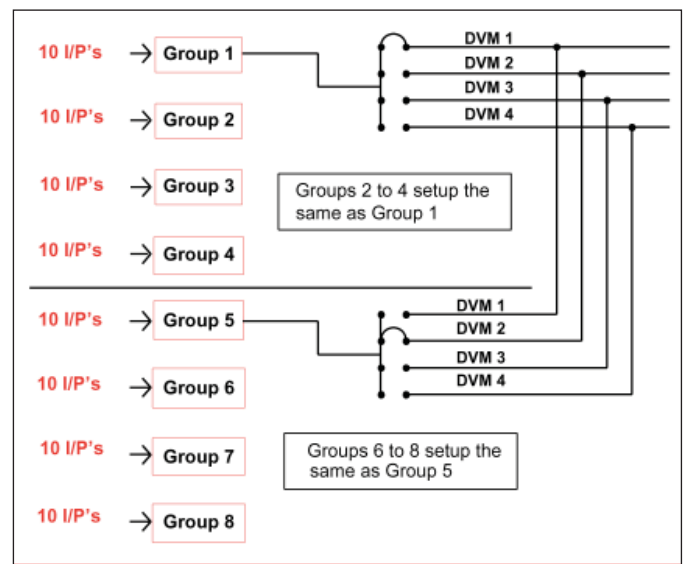 10 I/P's Group 1
DVM 1
DVM 2
DVM 3
DVM 4
10 I/P's Group 2
10 I/P's Group 3
Groups 2 to 4 setup the
same as Group 1
10 I/P's Group 4
10 I/P's Group 5
DVM 1
DVM 2
DVM 3
DVM 4
10 I/P's Group 6
10 I/P's Group 7
Groups 6 to 8 setup the
same as Group 5
10 I/P's Group 8